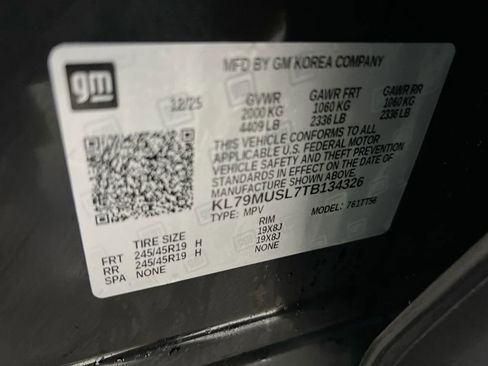 gm
MFD BY GM KOREA COMPANY
12/25 GVWR GAWR FRT GAWR RR
2000 KG 1060 KG 1060 KG
4409 LB 2336 LB 2336 LB
THIS VEHICLE CONFORMS TO ALL
APPLICABLE U.S. FEDERAL MOTOR
VEHICLE SAFETY AND THEFT PREVENTION
STANDARDS IN EFFECT ON THE DATE OF
MANUFACTURE SHOWN ABOVE.
KL79MUSL7TB134326
TYPE: MPV MODEL: 761TT56
TIRE SIZE RIM
FRT 245/45R19 H 19X8J
RR 245/45R19 H 19X8J
SPA NONE NONE